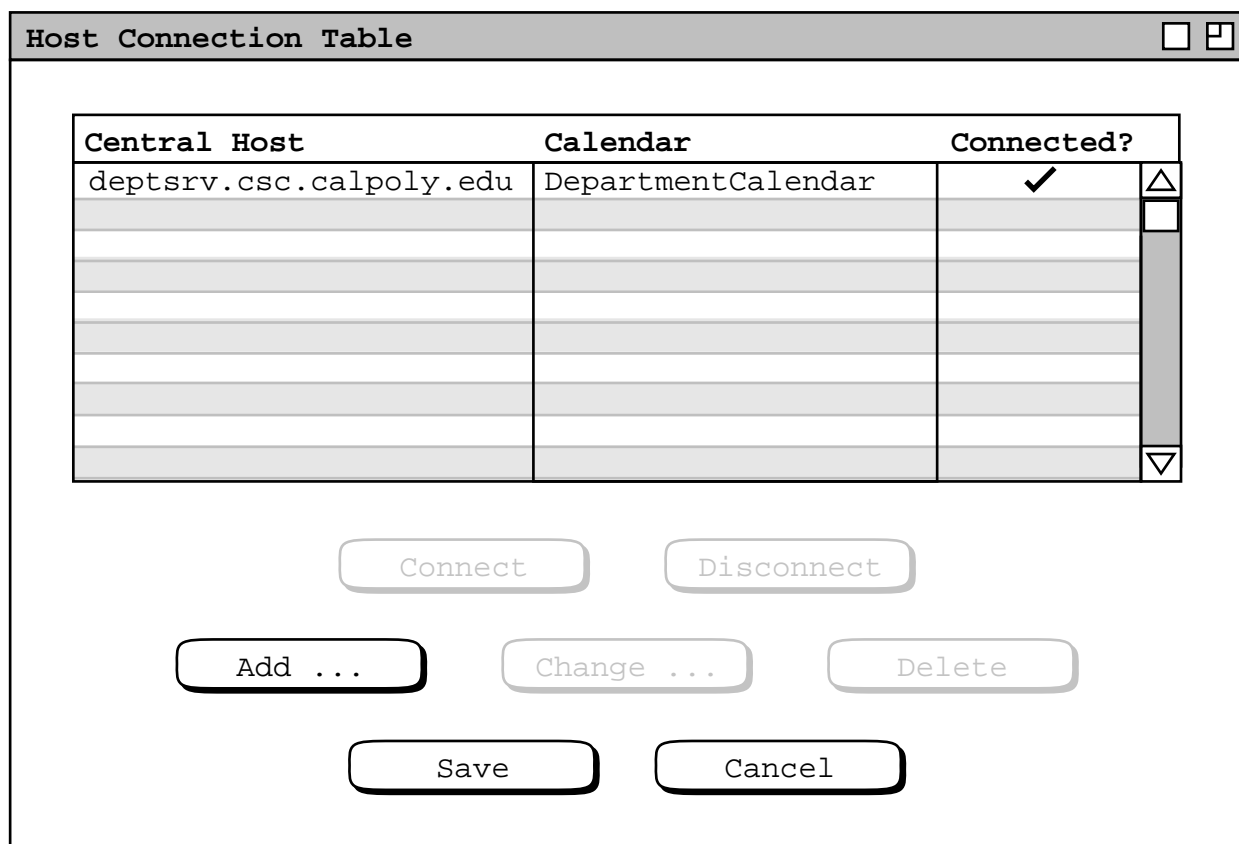 Host Connection Table
Central Host Calendar Connected?
deptsrv.csc.calpoly.edu DepartmentCalendar ✓
Connect Disconnect
Add ... Change ... Delete
Save Cancel